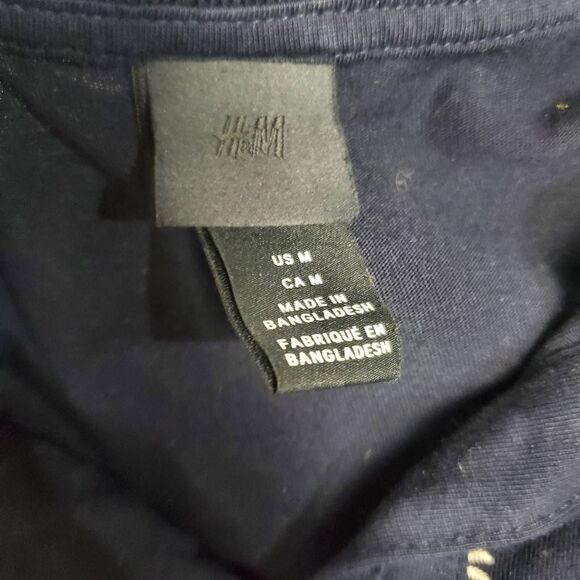 H&M
US M
CA M
MADE IN
BANGLADESH
FABRIQUÉ EN
BANGLADESH